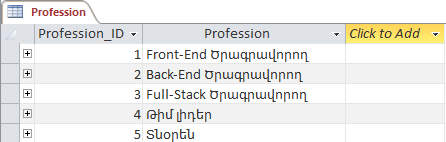 Profession
Profession_ID Profession Click to Add
1 Front-End Ծրագրավորող
2 Back-End Ծրագրավորող
3 Full-Stack Ծրագրավորող
4 Թիմ լիդեր
5 Տնօրեն